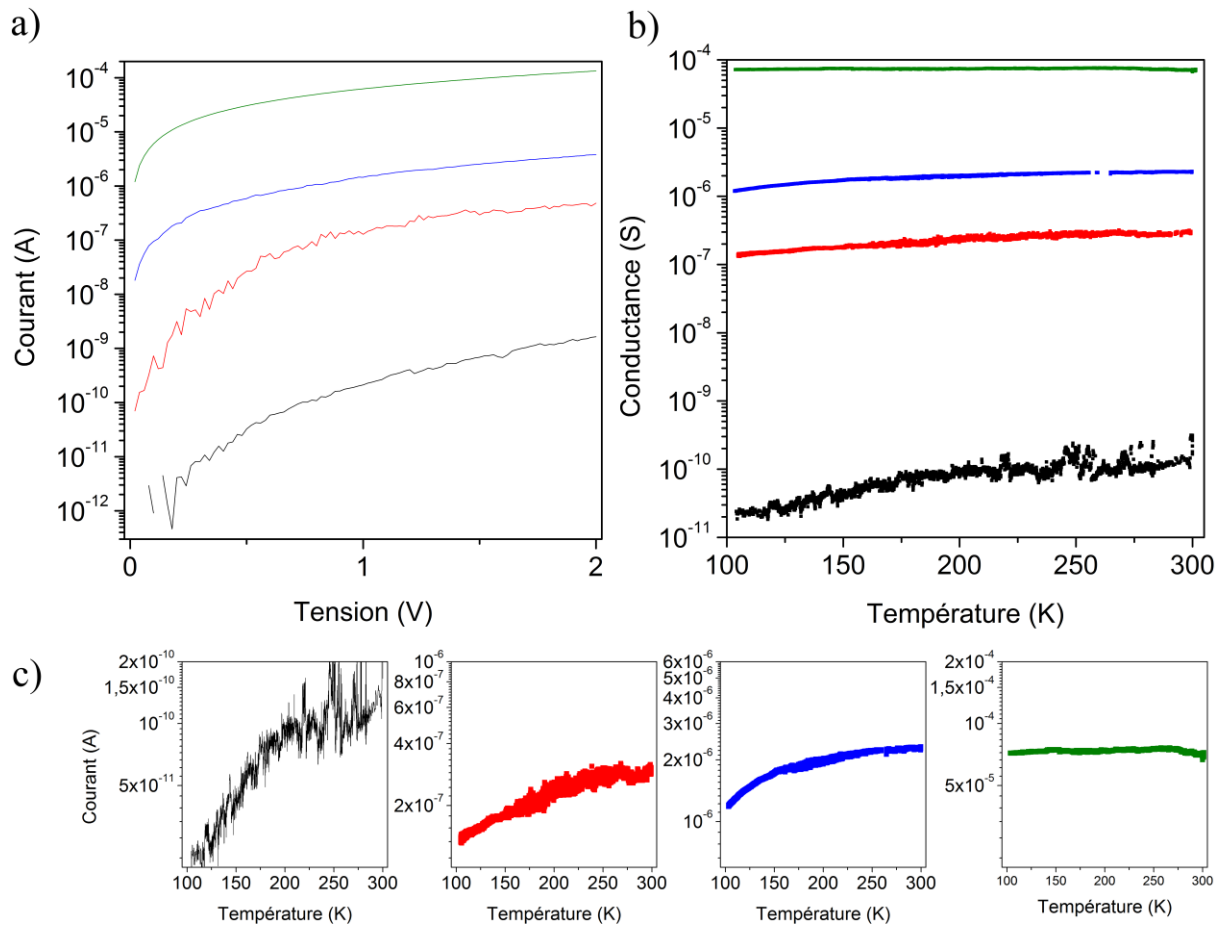 a)
10⁻⁴
10⁻⁵
10⁻⁶
10⁻⁷
10⁻⁸
10⁻⁹
10⁻¹⁰
10⁻¹¹
10⁻¹²
Courant (A)
0 1 2
Tension (V)
b)
10⁻⁴
10⁻⁵
10⁻⁶
10⁻⁷
10⁻⁸
10⁻⁹
10⁻¹⁰
10⁻¹¹
Conductance (S)
100 150 200 250 300
Température (K)
c)
2x10⁻¹⁰
1,5x10⁻¹⁰
10⁻¹⁰
5x10⁻¹¹
Courant (A)
100 150 200 250 300
Température (K)
10⁻⁶
8x10⁻⁷
4x10⁻⁷
2x10⁻⁷
100 150 200 250 300
Température (K)
6x10⁻⁶
5x10⁻⁶
4x10⁻⁶
3x10⁻⁶
2x10⁻⁶
10⁻⁶
100 150 200 250 300
Température (K)
2x10⁻⁴
1,5x10⁻⁴
10⁻⁴
5x10⁻⁵
100 150 200 250 300
Température (K)